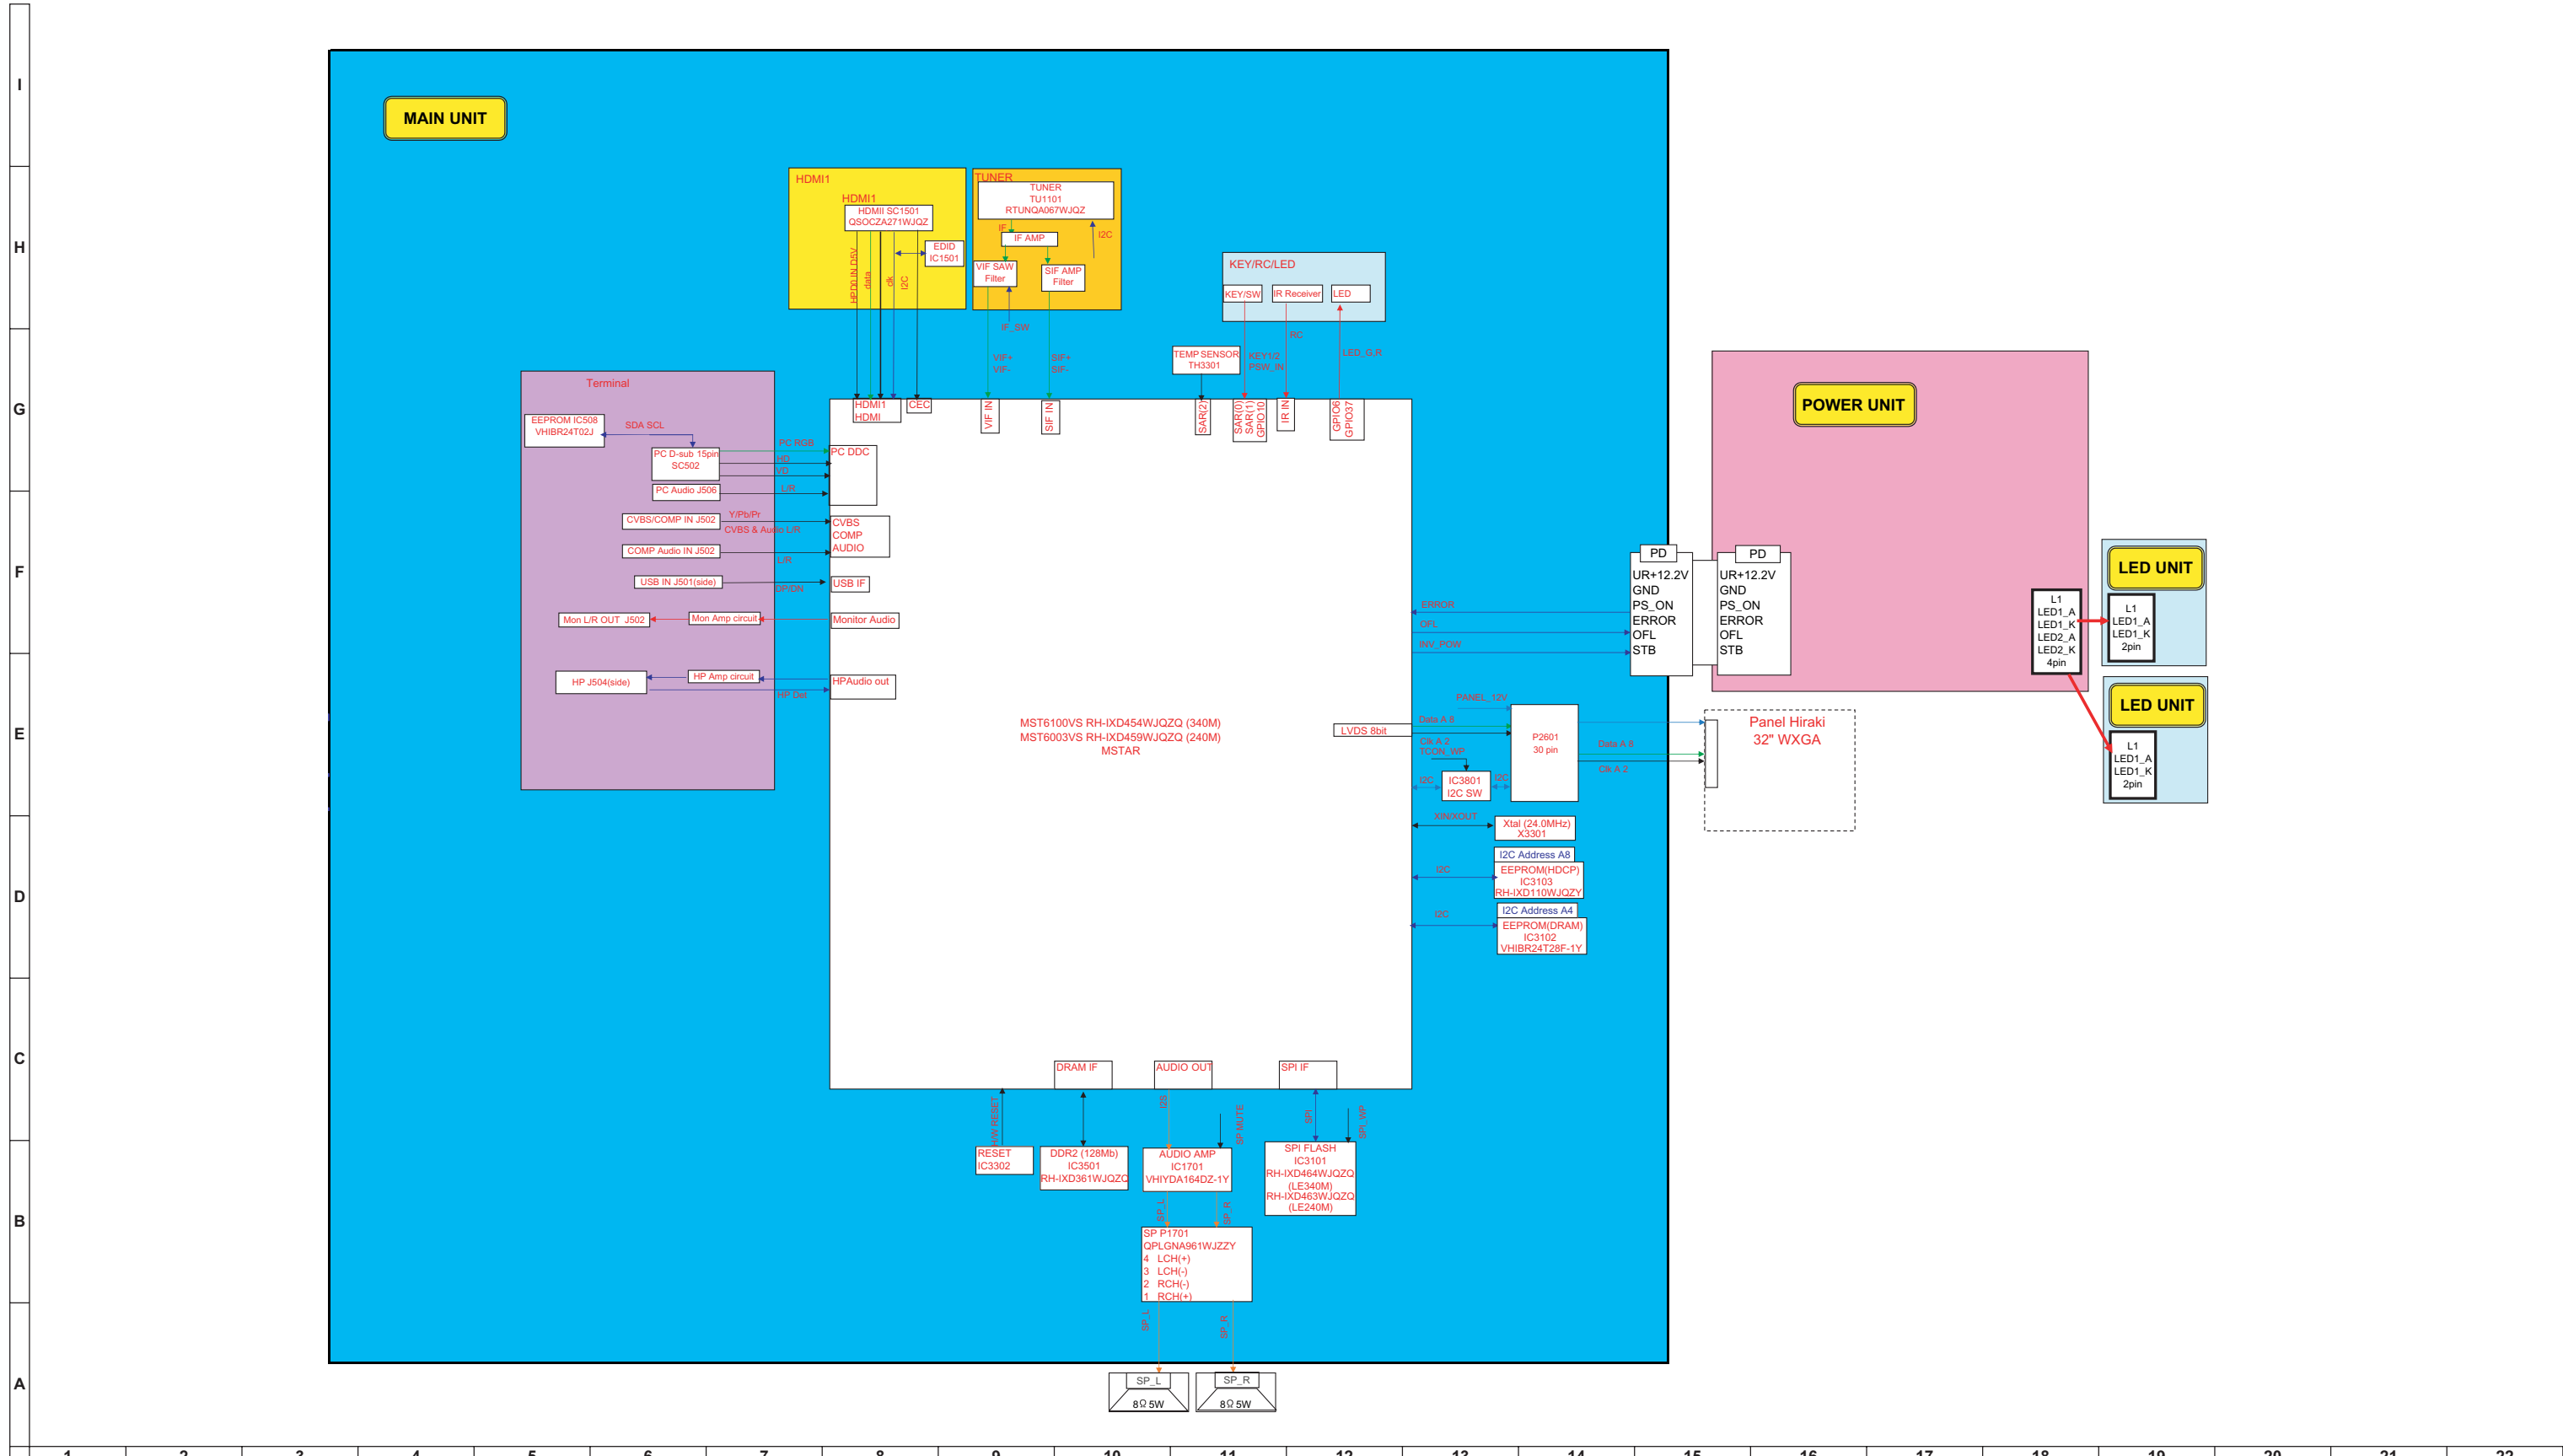 I
MAIN UNIT
HDMI1
HDMI1
HDMII SC1501
QSOCZA271WJQZ
EDID
IC1501
HPD0 IN D5V
data
clk
I2C
TUNER
TUNER
TU1101
RTUNQA067WJQZ
IF
IF AMP
I2C
VIF SAW
Filter
SIF AMP
Filter
IF_SW
VIF+
VIF-
SIF+
SIF-
H
KEY/RC/LED
KEY/SW
IR Receiver
LED
RC
TEMP SENSOR
TH3301
KEY1/2
PSW_IN
LED_G,R
G
Terminal
EEPROM IC508
VHIBR24T02J
SDA SCL
PC D-sub 15pin
SC502
PC RGB
HD
VD
PC Audio J506
L/R
CVBS/COMP IN J502
Y/Pb/Pr
CVBS & Audio L/R
COMP Audio IN J502
L/R
USB IN J501(side)
DP/DN
Mon L/R OUT J502
Mon Amp circuit
HP J504(side)
HP Amp circuit
HP Det
HDMI1
HDMI
CEC
VIF IN
SIF IN
SAR(2)
SAR(0)
SAR(1)
GPIO10
IR IN
GPIO6
GPIO37
PC DDC
CVBS
COMP
AUDIO
USB IF
Monitor Audio
HPAudio out
MST6100VS RH-IXD454WJQZQ (340M)
MST6003VS RH-IXD459WJQZQ (240M)
MSTAR
LVDS 8bit
POWER UNIT
F
ERROR
OFL
INV_POW
PD
UR+12.2V
GND
PS_ON
ERROR
OFL
STB
PD
UR+12.2V
GND
PS_ON
ERROR
OFL
STB
L1
LED1_A
LED1_K
LED2_A
LED2_K
4pin
LED UNIT
L1
LED1_A
LED1_K
2pin
LED UNIT
L1
LED1_A
LED1_K
2pin
E
PANEL_12V
Data A 8
Clk A 2
TCON_WP
I2C
IC3801
I2C SW
I2C
P2601
30 pin
Data A 8
Clk A 2
Panel Hiraki
32" WXGA
XINIXOUT
Xtal (24.0MHz)
X3301
D
I2C
I2C Address A8
EEPROM(HDCP)
IC3103
RH-IXD110WJQZY
I2C
I2C Address A4
EEPROM(DRAM)
IC3102
VHIBR24T28F-1Y
C
DRAM IF
AUDIO OUT
SPI IF
H/W RESET
I2S
SP MUTE
SPI
SPI_WP
RESET
IC3302
DDR2 (128Mb)
IC3501
RH-IXD361WJQZQ
AUDIO AMP
IC1701
VHIYDA164DZ-1Y
SPI FLASH
IC3101
RH-IXD464WJQZQ
(LE340M)
RH-IXD463WJQZQ
(LE240M)
B
SP_L
SP_R
SP P1701
QPLGNA961WJZZY
4 LCH(+)
3 LCH(-)
2 RCH(-)
1 RCH(+)
SP_L
SP_R
A
SP_L
8Ω 5W
SP_R
8Ω 5W
1 2 3 4 5 6 7 8 9 10 11 12 13 14 15 16 17 18 19 20 21 22